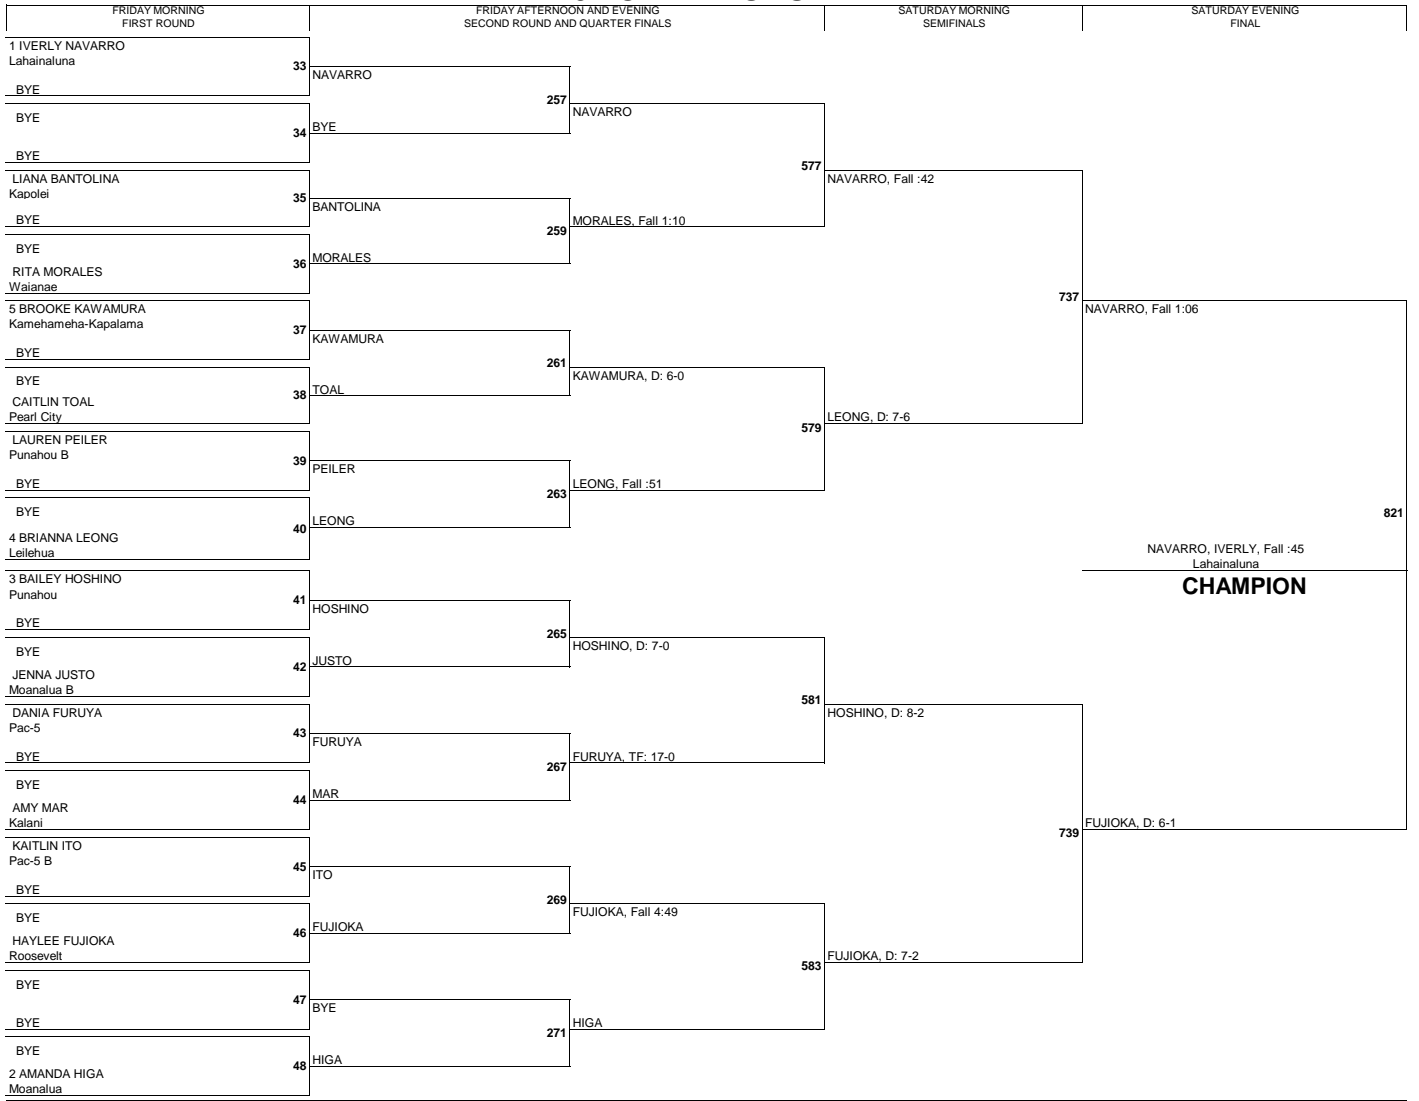 FRIDAY MORNING
FIRST ROUND
FRIDAY AFTERNOON AND EVENING
SECOND ROUND AND QUARTER FINALS
SATURDAY MORNING
SEMIFINALS
SATURDAY EVENING
FINAL
1 IVERLY NAVARRO
Lahainaluna
33
BYE
NAVARRO
257
BYE
34
BYE
BYE
NAVARRO
577
LIANA BANTOLINA
Kapolei
35
BYE
BANTOLINA
259
BYE
RITA MORALES
36
Waianae
MORALES
MORALES, Fall 1:10
NAVARRO, Fall :42
737
5 BROOKE KAWAMURA
Kamehameha-Kapalama
37
BYE
KAWAMURA
261
BYE
CAITLIN TOAL
38
Pearl City
TOAL
KAWAMURA, D: 6-0
579
LAUREN PEILER
Punahou B
39
BYE
PEILER
263
BYE
40
4 BRIANNA LEONG
Leilehua
LEONG
LEONG, Fall :51
LEONG, D: 7-6
NAVARRO, Fall 1:06
821
NAVARRO, IVERLY, Fall :45
Lahainaluna
CHAMPION
3 BAILEY HOSHINO
Punahou
41
BYE
HOSHINO
265
BYE
42
JENNA JUSTO
Moanalua B
JUSTO
HOSHINO, D: 7-0
581
DANIA FURUYA
Pac-5
43
BYE
FURUYA
267
BYE
44
AMY MAR
Kalani
MAR
FURUYA, TF: 17-0
HOSHINO, D: 8-2
739
FUJIOKA, D: 6-1
KAITLIN ITO
Pac-5 B
45
BYE
ITO
269
BYE
46
HAYLEE FUJIOKA
Roosevelt
FUJIOKA
FUJIOKA, Fall 4:49
583
FUJIOKA, D: 7-2
BYE
47
BYE
BYE
271
BYE
48
2 AMANDA HIGA
Moanalua
HIGA
HIGA